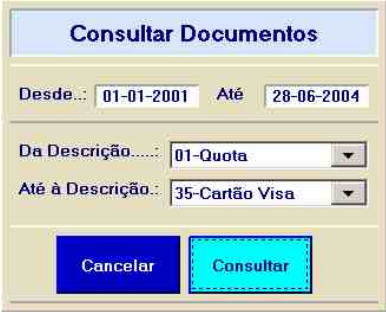 Consultar Documentos
Desde..: 01-01-2001 Até 28-06-2004
Da Descrição.....: 01-Quota
Até à Descrição.: 35-Cartão Visa
Cancelar Consultar